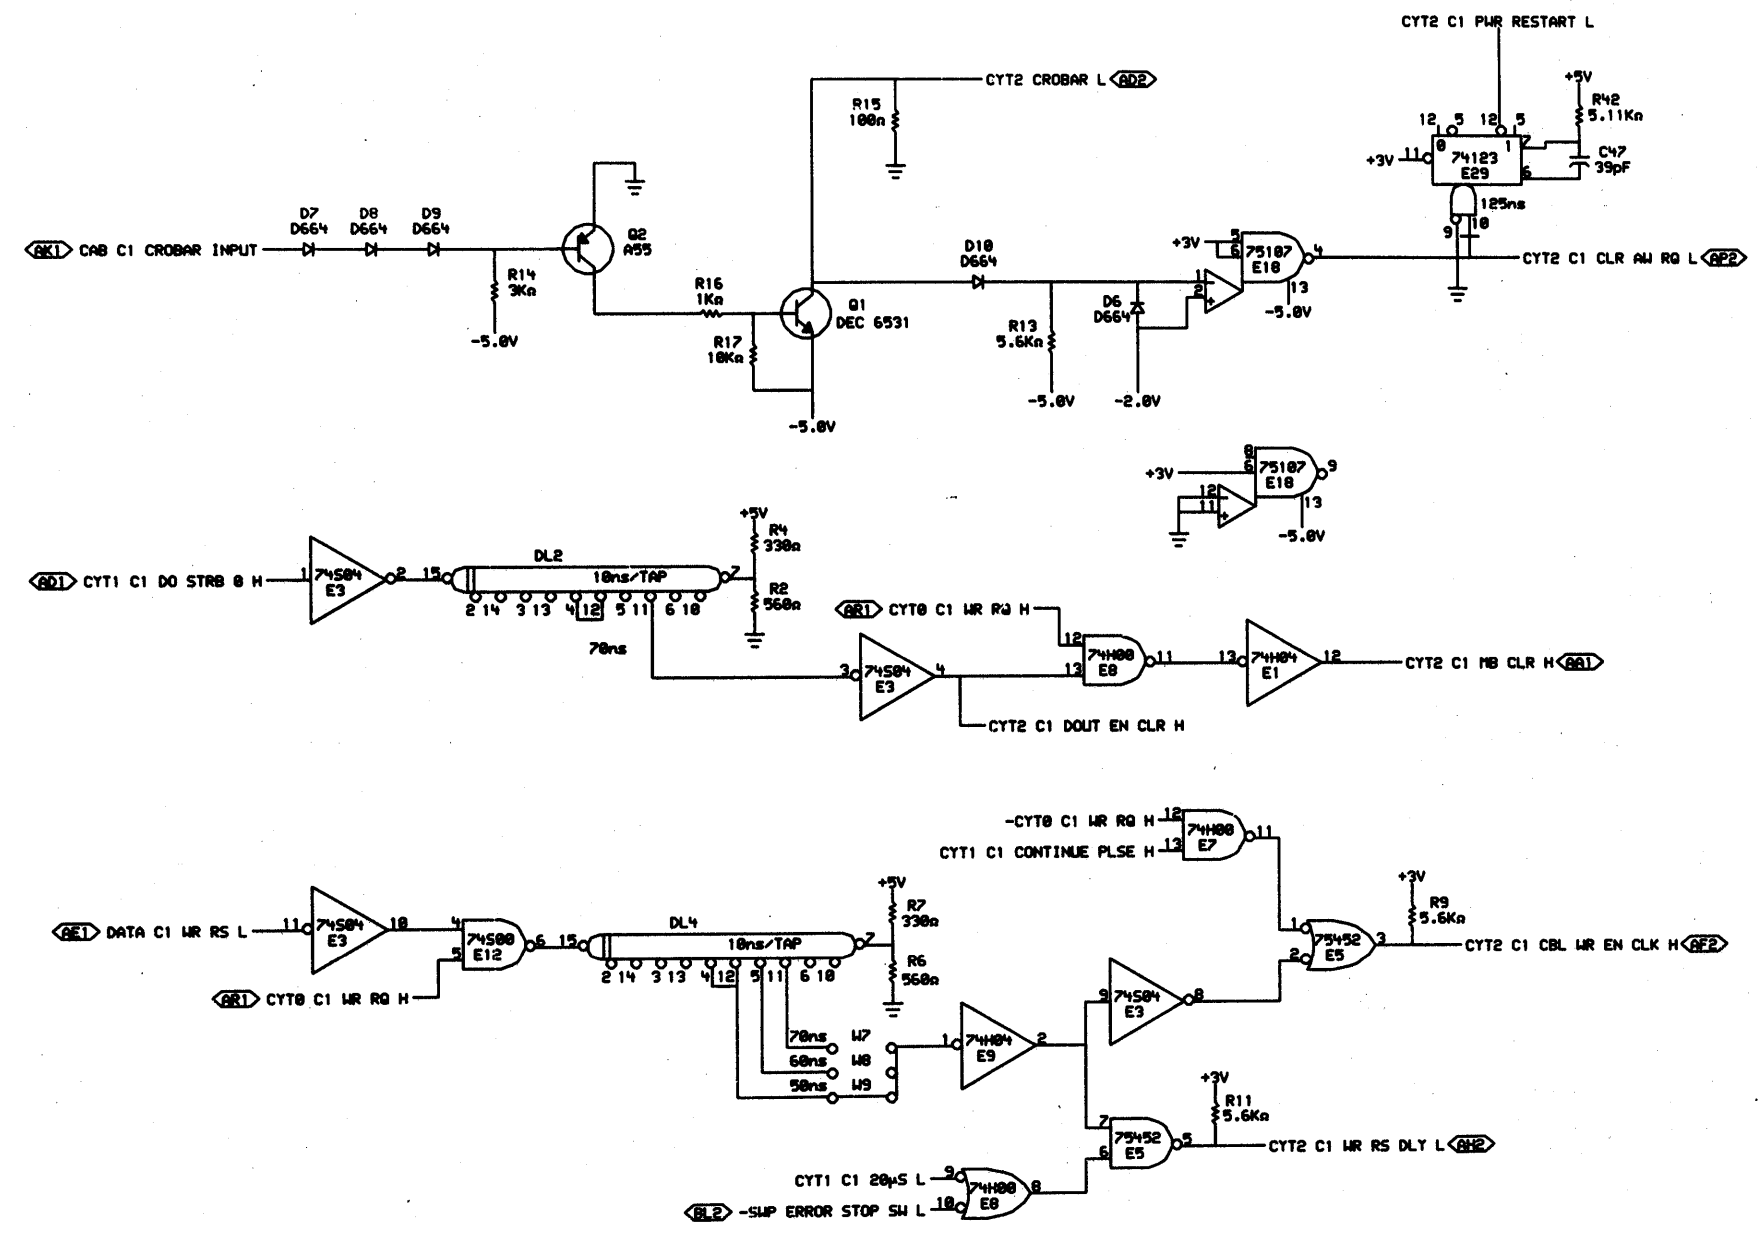 CYT2 C1 PWR RESTART L
CYT2 CROBAR L AD2
+5V
R42
5.11KΩ
R15
100Ω
12 5 12 5
0 1 7
+3V 11 74123
E29
6
C47
39pF
125ns
9 10
D7
D664
D8
D664
D9
D664
AK1 CAB C1 CROBAR INPUT
Q2
A55
R14
3KΩ
-5.0V
R16
1KΩ
R17
10KΩ
Q1
DEC 6531
-5.0V
D10
D664
R13
5.6KΩ
-5.0V
D6
D664
-2.0V
+3V 5
6
75107
E18
4
1 -
2 +
13
-5.0V
CYT2 C1 CLR AW RQ L AP2
+3V
8
6
75107
E18
9
12 -
11 +
13
-5.0V
AD1 CYT1 C1 DO STRB 0 H
1 74S04 2
E3
15 DL2 7
10ns/TAP
2 14 3 13 4 12 5 11 6 10
70ns
+5V
R4
330Ω
R2
560Ω
AR1 CYT0 C1 WR RQ H
3 74S04 4
E3
12
13
74H00
E8
11
13 74H04 12
E1
CYT2 C1 MB CLR H AA1
CYT2 C1 DOUT EN CLR H
-CYT0 C1 WR RQ H 12
CYT1 C1 CONTINUE PLSE H 13
74H00
E7
11
AE1 DATA C1 WR RS L
11 74S04 10
E3
4
5
74S00
E12
6
AR1 CYT0 C1 WR RQ H
15 DL4 7
10ns/TAP
2 14 3 13 4 12 5 11 6 10
+5V
R7
330Ω
R6
560Ω
70ns W7
60ns W8
50ns W9
1 74H04 2
E9
9 74S04 8
E3
1
2
75452
E5
3
+3V
R9
5.6KΩ
CYT2 C1 CBL WR EN CLK H AF2
7
6
75452
E5
5
+3V
R11
5.6KΩ
CYT2 C1 WR RS DLY L AH2
CYT1 C1 20µS L 9
BL2 -SWP ERROR STOP SW L 10
74H00
E8
8